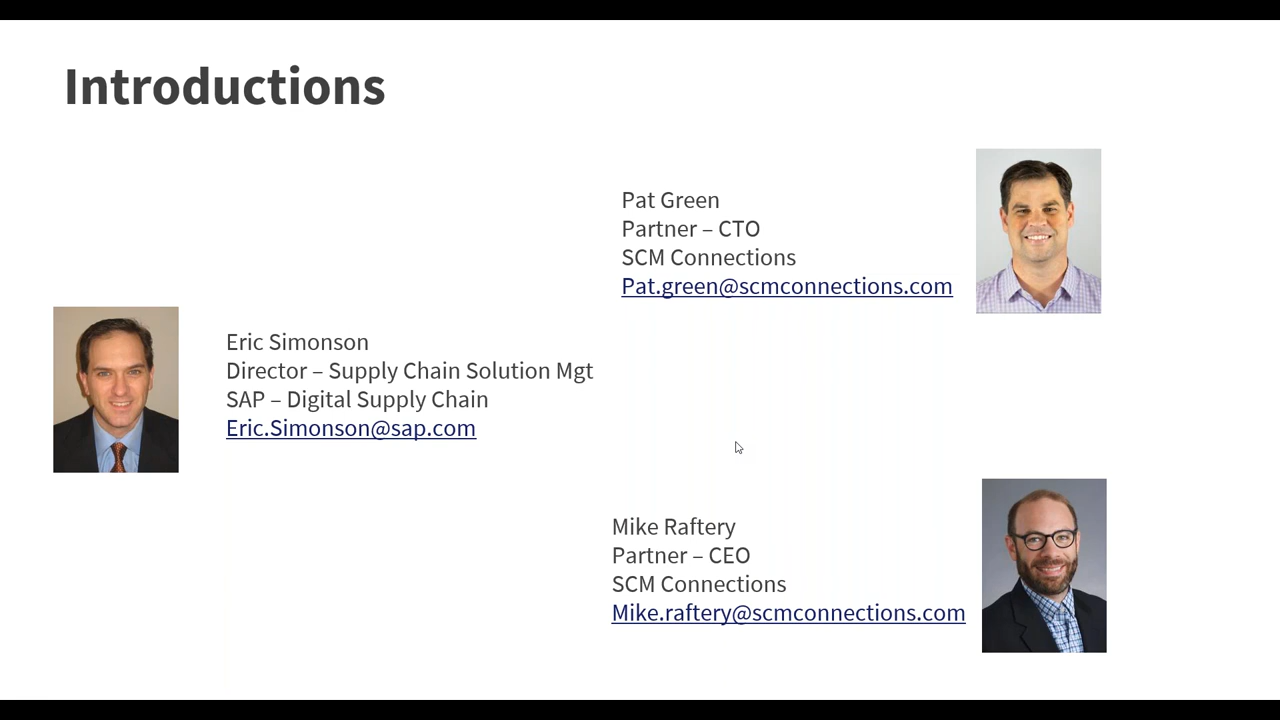 Introductions
Pat Green
Partner – CTO
SCM Connections
Pat.green@scmconnections.com
Eric Simonson
Director – Supply Chain Solution Mgt
SAP – Digital Supply Chain
Eric.Simonson@sap.com
Mike Raftery
Partner – CEO
SCM Connections
Mike.raftery@scmconnections.com